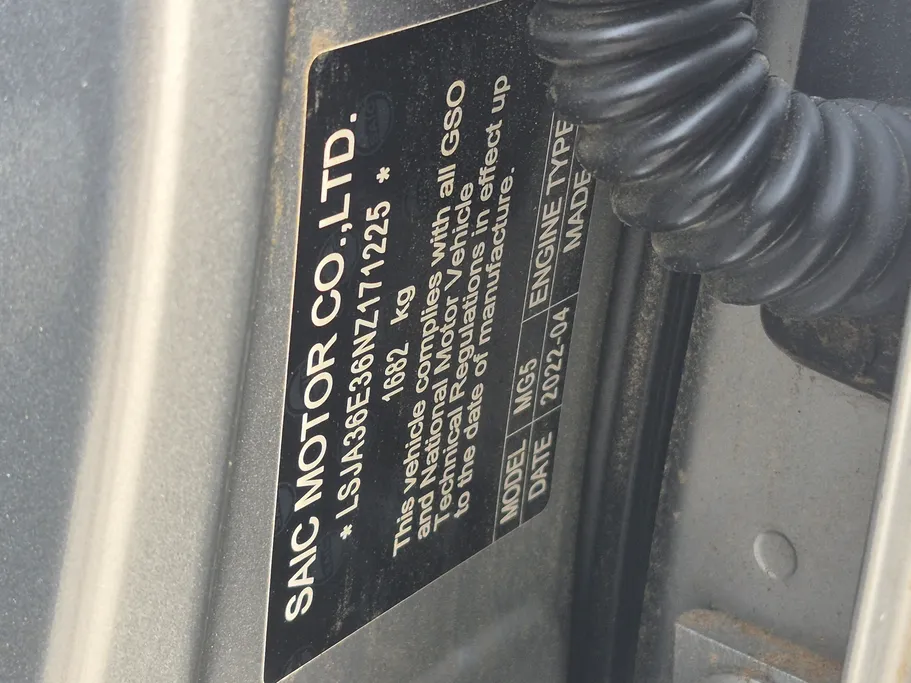 SAIC MOTOR CO.,LTD.
* LSJA36E36NZ171225 *
1682 kg
This vehicle complies with all GSO
and National Motor Vehicle
Technical Regulations in effect up
to the date of manufacture.
MODEL MG5 ENGINE TYPE
DATE 2022-04 MADE